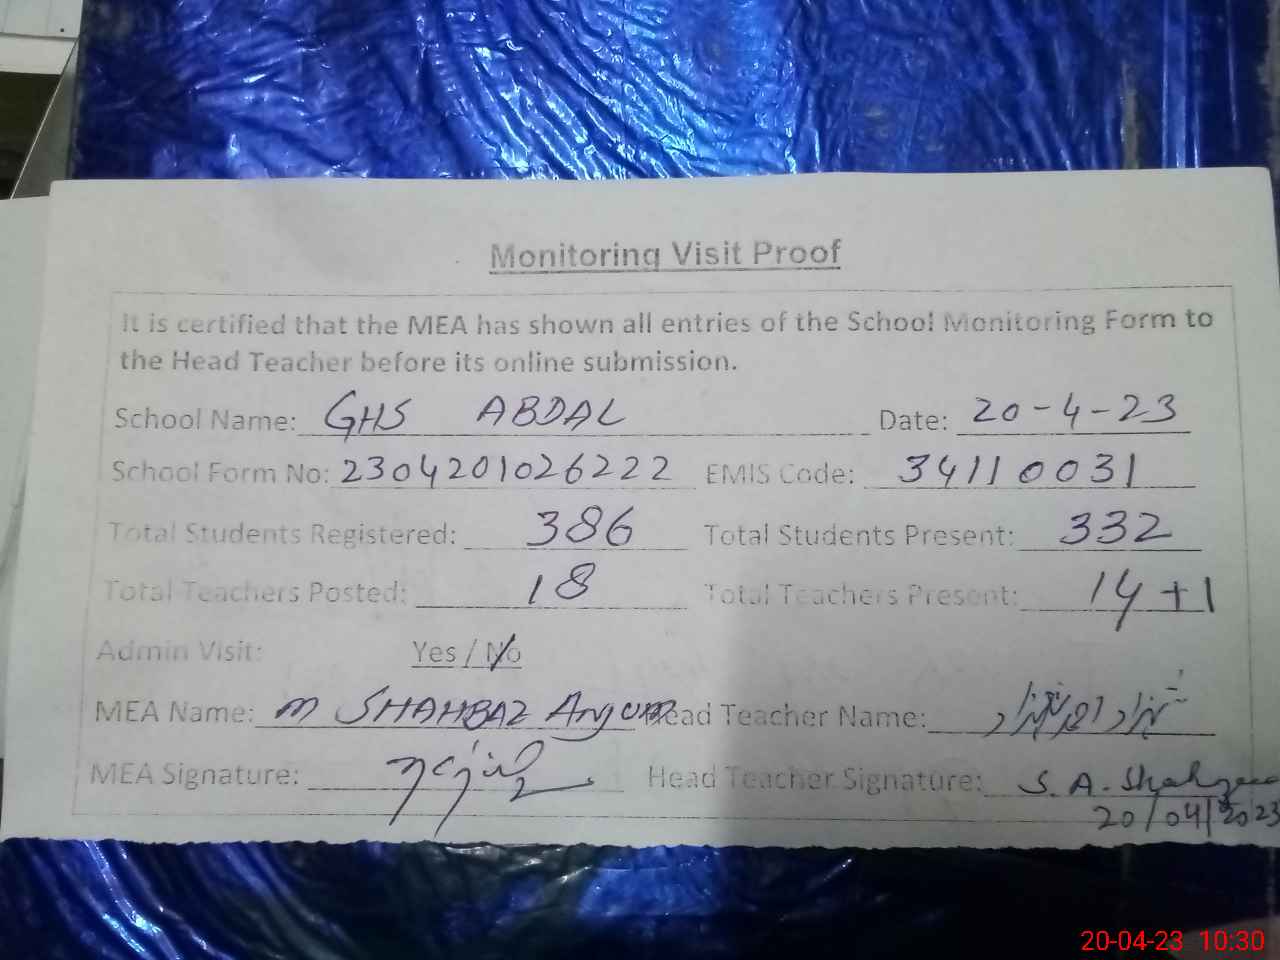 Monitoring Visit Proof
It is certified that the MEA has shown all entries of the School Monitoring Form to
the Head Teacher before its online submission.
School Name: GHS ABDAL Date: 20-4-23
School Form No: 2304201026222 EMIS Code: 34110031
Total Students Registered: 386 Total Students Present: 332
Total Teachers Posted: 18 Total Teachers Present: 14+1
Admin Visit: Yes / No
MEA Name: M SHAHBAZ Anjum Head Teacher Name:
MEA Signature: Head Teacher Signature: S. A. Shahzad
20/04/2023
20-04-23 10:30